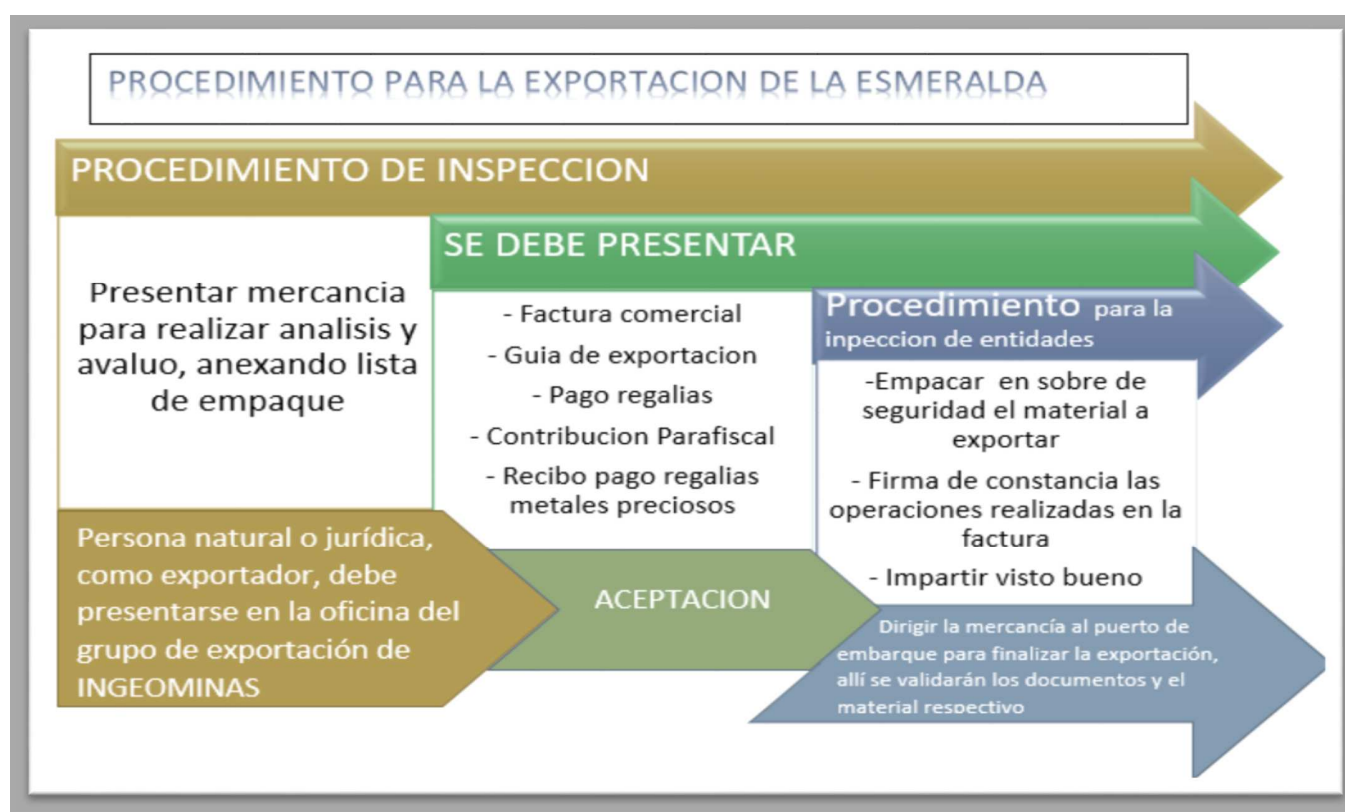 PROCEDIMIENTO PARA LA EXPORTACION DE LA ESMERALDA
PROCEDIMIENTO DE INSPECCION
Presentar mercancia
para realizar analisis y
avaluo, anexando lista
de empaque
Persona natural o jurídica,
como exportador, debe
presentarse en la oficina del
grupo de exportación de
INGEOMINAS
SE DEBE PRESENTAR
- Factura comercial
- Guia de exportacion
- Pago regalias
- Contribucion Parafiscal
- Recibo pago regalias
metales preciosos
ACEPTACION
Procedimiento para la
inpeccion de entidades
-Empacar en sobre de
seguridad el material a
exportar
- Firma de constancia las
operaciones realizadas en la
factura
- Impartir visto bueno
Dirigir la mercancía al puerto de
embarque para finalizar la exportación,
allí se validarán los documentos y el
material respectivo